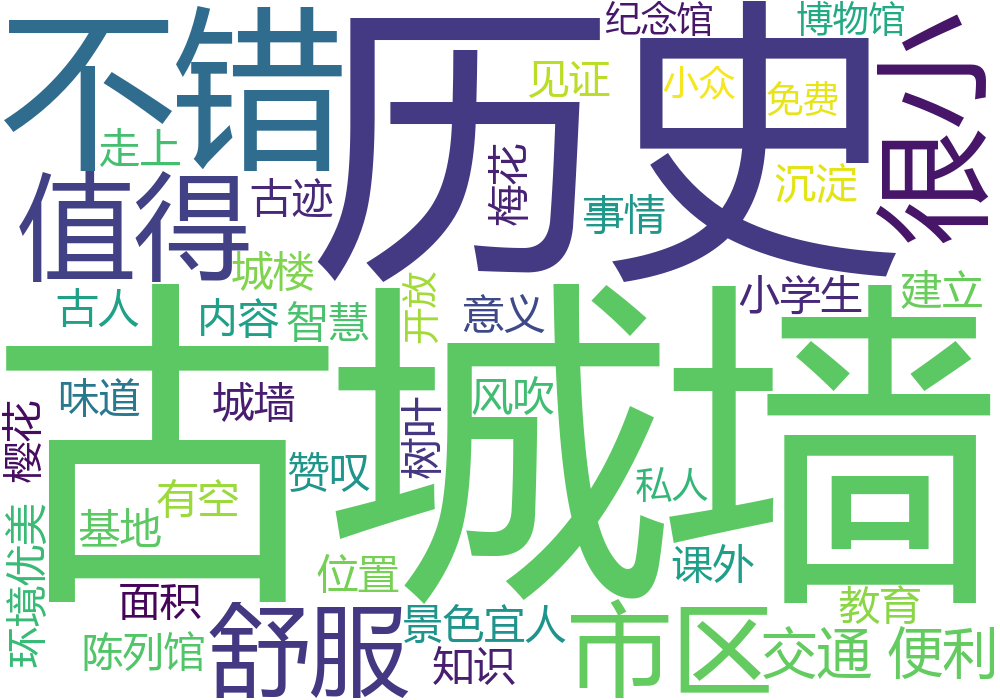 纪念馆
博物馆
不错
历史
很小
见证
小众
免费
走上
值得
古迹
梅花
沉淀
事情
城楼
古人
内容
智慧
开放
意义
小学生
建立
古城墙
味道
城墙
风吹
樱花
树叶
赞叹
私人
有空
基地
环境优美
位置
课外
面积
陈列馆
舒服
景色宜人
知识
市区
教育
交通便利